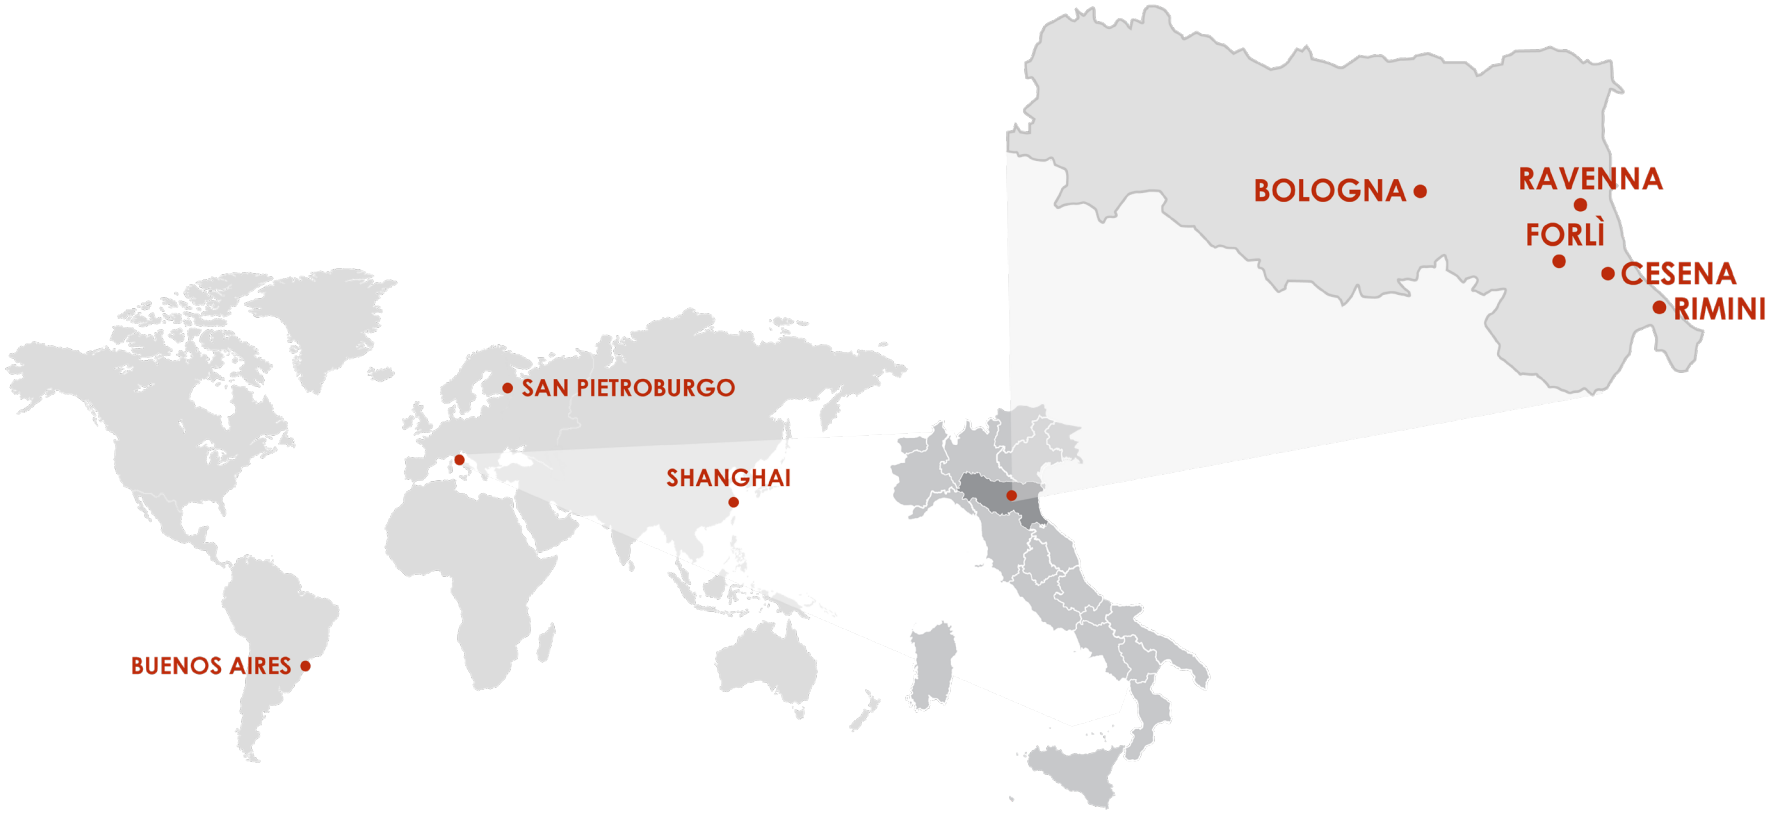 BOLOGNA
RAVENNA
FORLÌ
CESENA
RIMINI
SAN PIETROBURGO
SHANGHAI
BUENOS AIRES